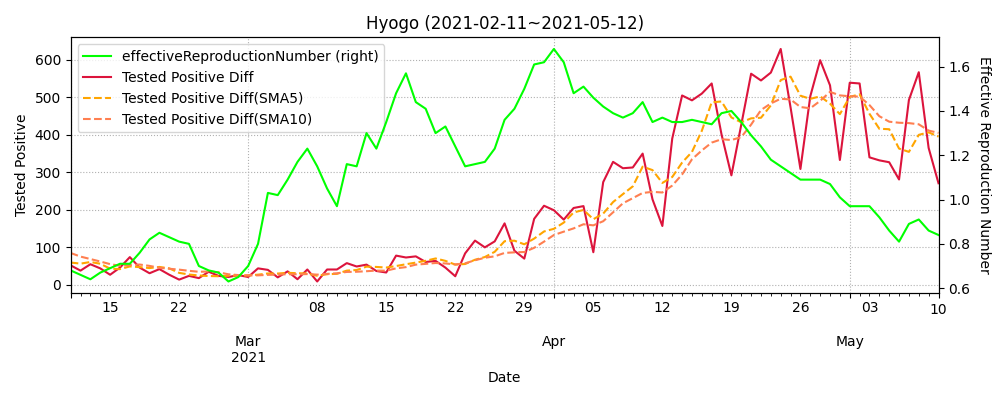 Hyogo (2021-02-11~2021-05-12)
effectiveReproductionNumber (right)
Tested Positive Diff
Tested Positive Diff(SMA5)
Tested Positive Diff(SMA10)
600
500
400
300
200
100
0
Tested Positive
1.6
1.4
1.2
1.0
0.8
0.6
Effective Reproduction Number
15 22 08 15 22 29 05 12 19 26 03 10
Mar Apr May
2021
Date